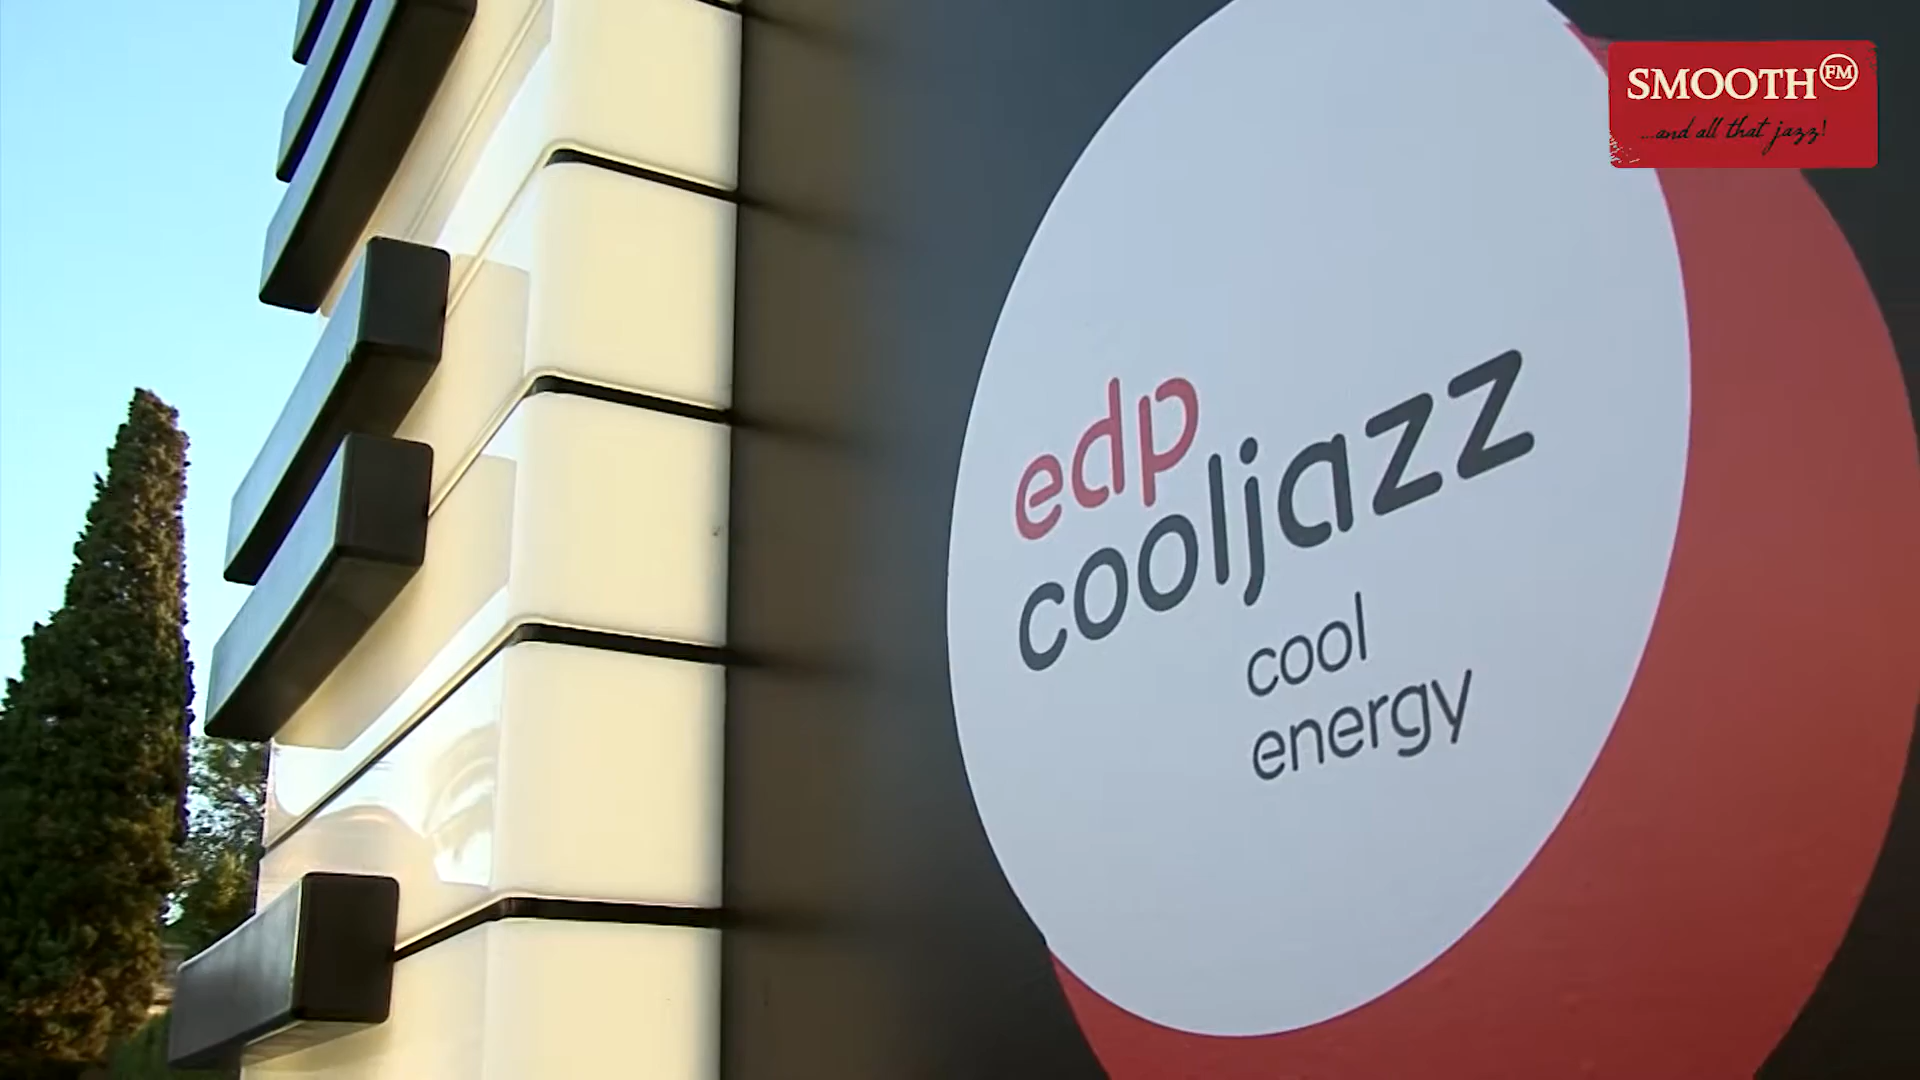 SMOOTH FM
...and all that jazz!
edp
cooljazz
cool
energy